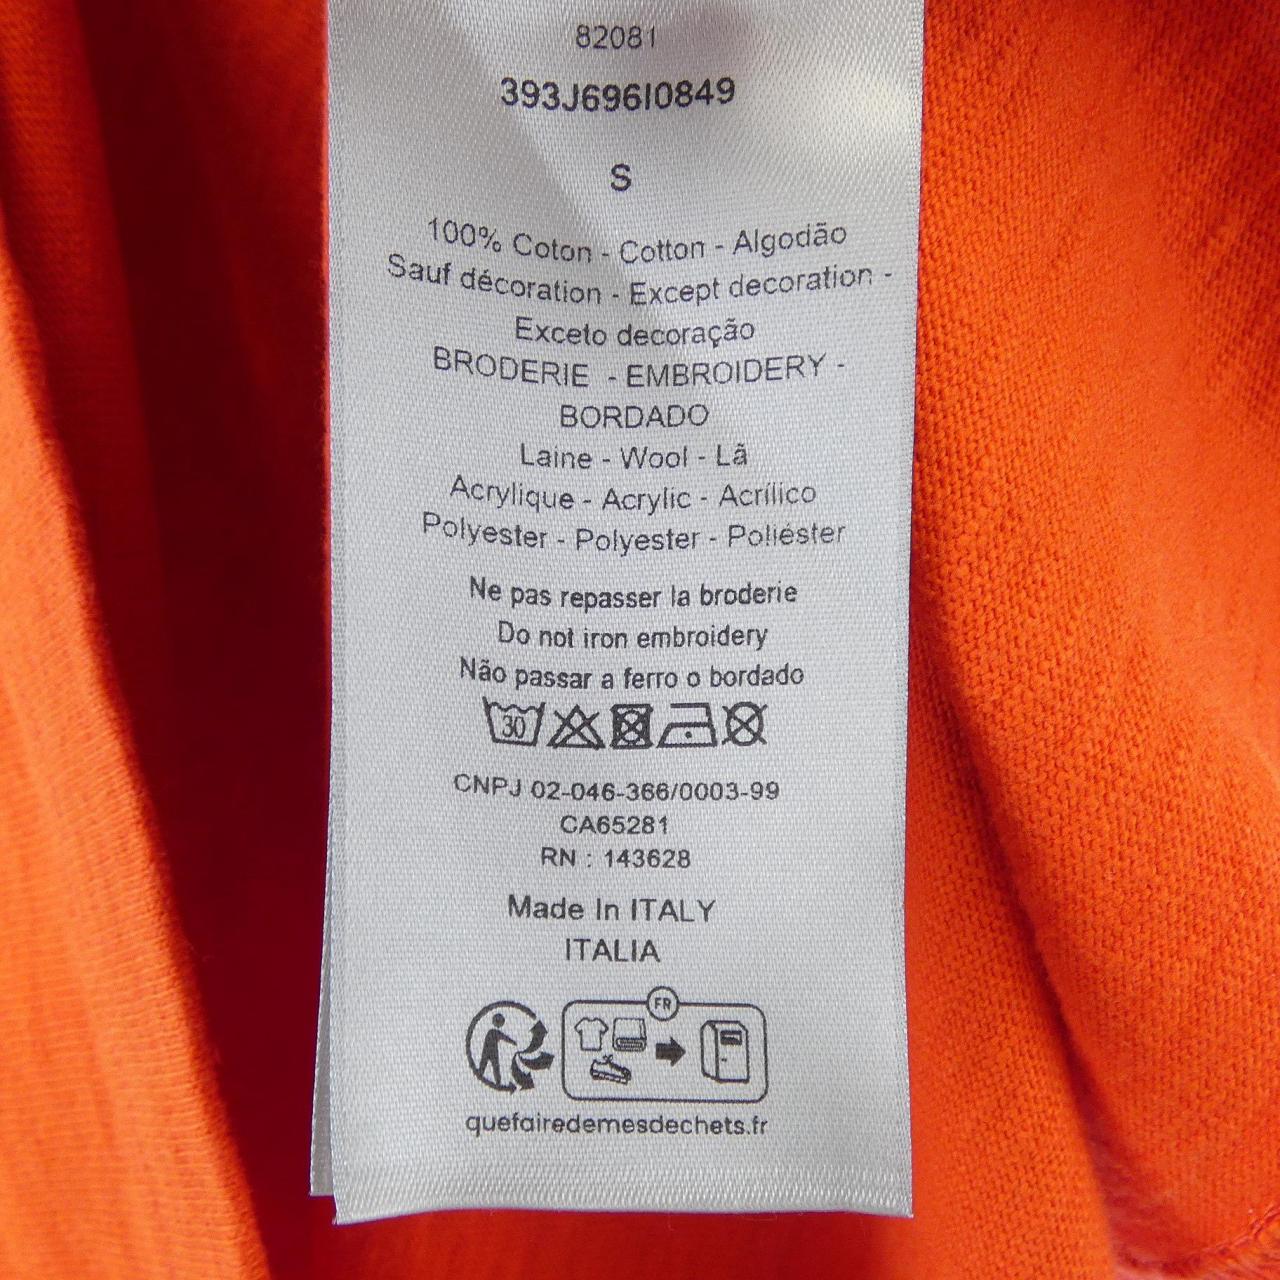 82081
393J696I0849
S
100% Coton - Cotton - Algodão
Sauf décoration - Except decoration -
Exceto decoração
BRODERIE - EMBROIDERY -
BORDADO
Laine - Wool - Lã
Acrylique - Acrylic - Acrílico
Polyester - Polyester - Poliéster
Ne pas repasser la broderie
Do not iron embroidery
Não passar a ferro o bordado
30
CNPJ 02-046-366/0003-99
CA65281
RN : 143628
Made In ITALY
ITALIA
FR
quefairedemesdechets.fr